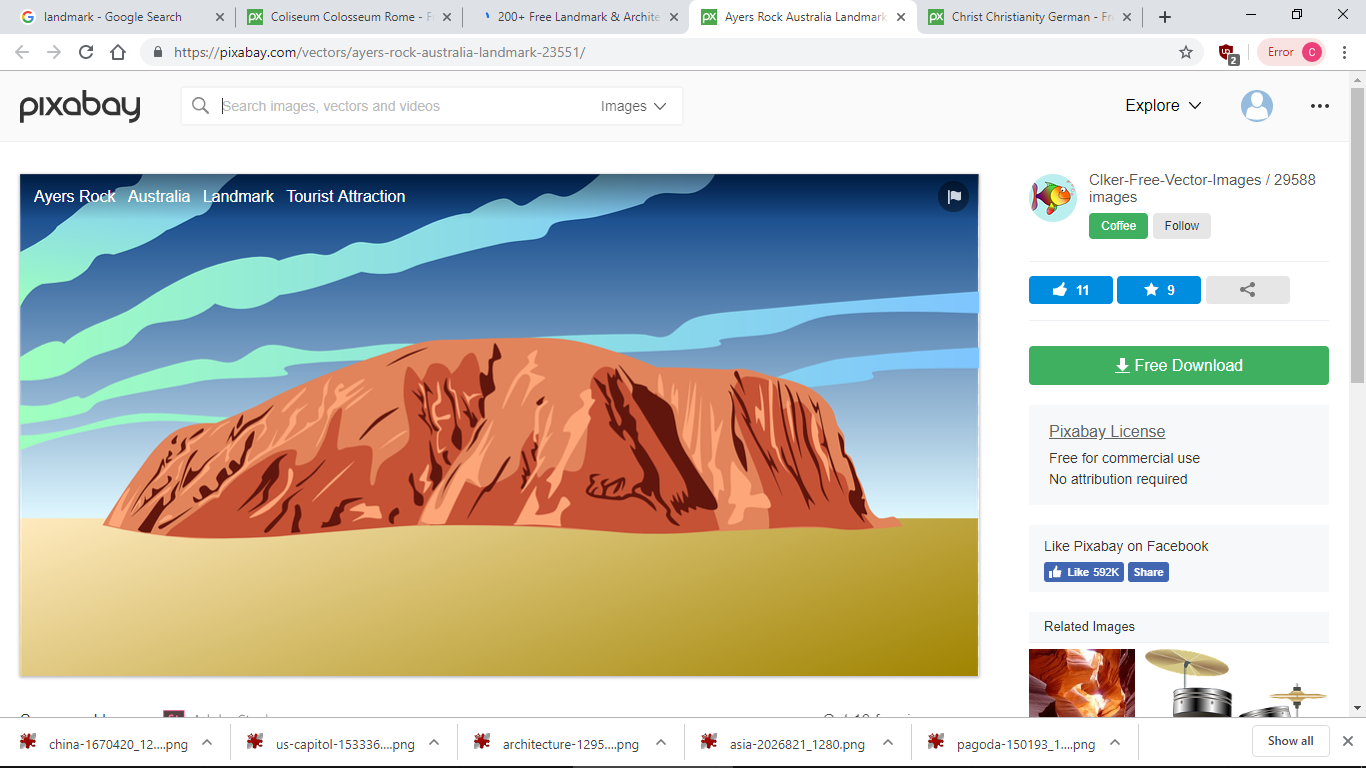 landmark - Google Search
Coliseum Colosseum Rome - F
200+ Free Landmark & Archite
Ayers Rock Australia Landmark
Christ Christianity German - Fr
https://pixabay.com/vectors/ayers-rock-australia-landmark-23551/
2
Error C
pixabay
Search images, vectors and videos
Images
Explore
Ayers Rock Australia Landmark Tourist Attraction
Clker-Free-Vector-Images / 29588
images
Coffee Follow
11 9
Free Download
Pixabay License
Free for commercial use
No attribution required
Like Pixabay on Facebook
Like 592K Share
Related Images
china-1670420_12....png
us-capitol-153336....png
architecture-1295....png
asia-2026821_1280.png
pagoda-150193_1....png
Show all